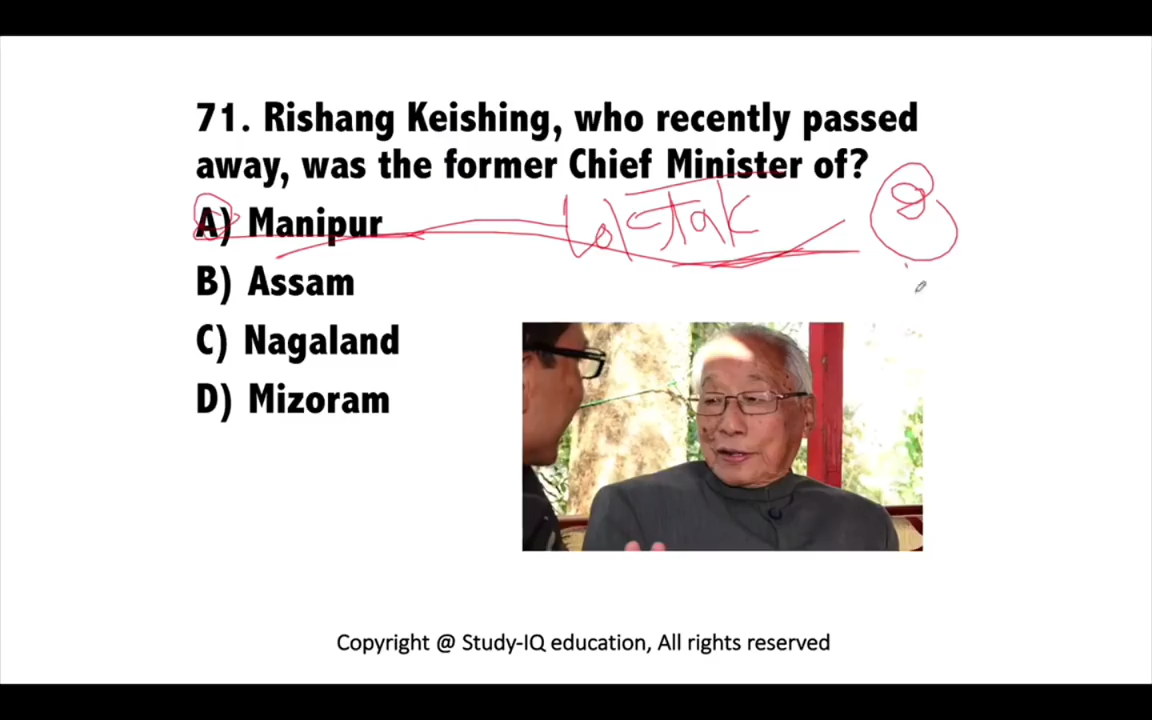 71. Rishang Keishing, who recently passed
away, was the former Chief Minister of?
A) Manipur
B) Assam
C) Nagaland
D) Mizoram
Copyright @ Study-IQ education, All rights reserved